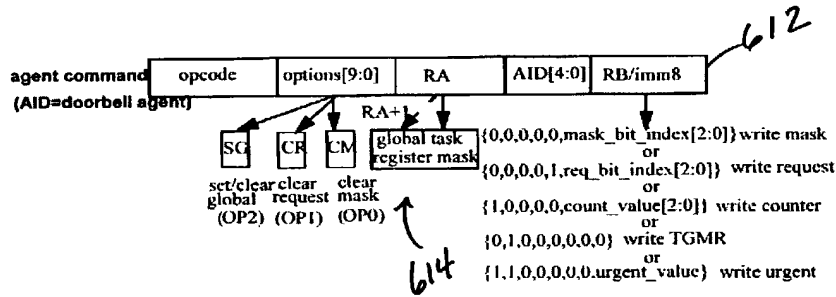 612
agent command opcode options[9:0] RA AID[4:0] RB/imm8
(AID=doorbell agent)
RA+1
SG CR CM global task register mask
set/clear global (OP2)
clear request (OP1)
clear mask (OP0)
{0,0,0,0,0,mask_bit_index[2:0]} write mask
or
{0,0,0,0,1,req_bit_index[2:0]} write request
or
{1,0,0,0,0,count_value[2:0]} write counter
or
{0,1,0,0,0,0,0,0} write TGMR
or
{1,1,0,0,0,0,0,urgent_value} write urgent
614